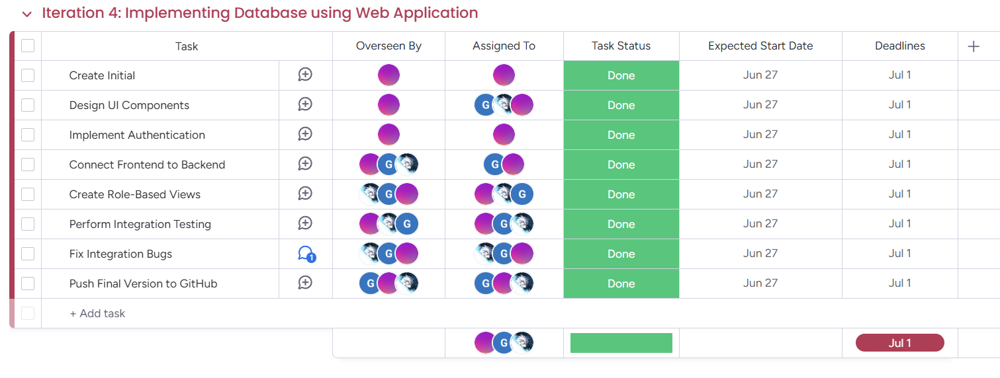 Iteration 4: Implementing Database using Web Application
Task Overseen By Assigned To Task Status Expected Start Date Deadlines +
Create Initial Done Jun 27 Jul 1
Design UI Components G Done Jun 27 Jul 1
Implement Authentication Done Jun 27 Jul 1
Connect Frontend to Backend G G Done Jun 27 Jul 1
Create Role-Based Views G G Done Jun 27 Jul 1
Perform Integration Testing G G Done Jun 27 Jul 1
Fix Integration Bugs 1 G G Done Jun 27 Jul 1
Push Final Version to GitHub G G Done Jun 27 Jul 1
+ Add task
G Jul 1